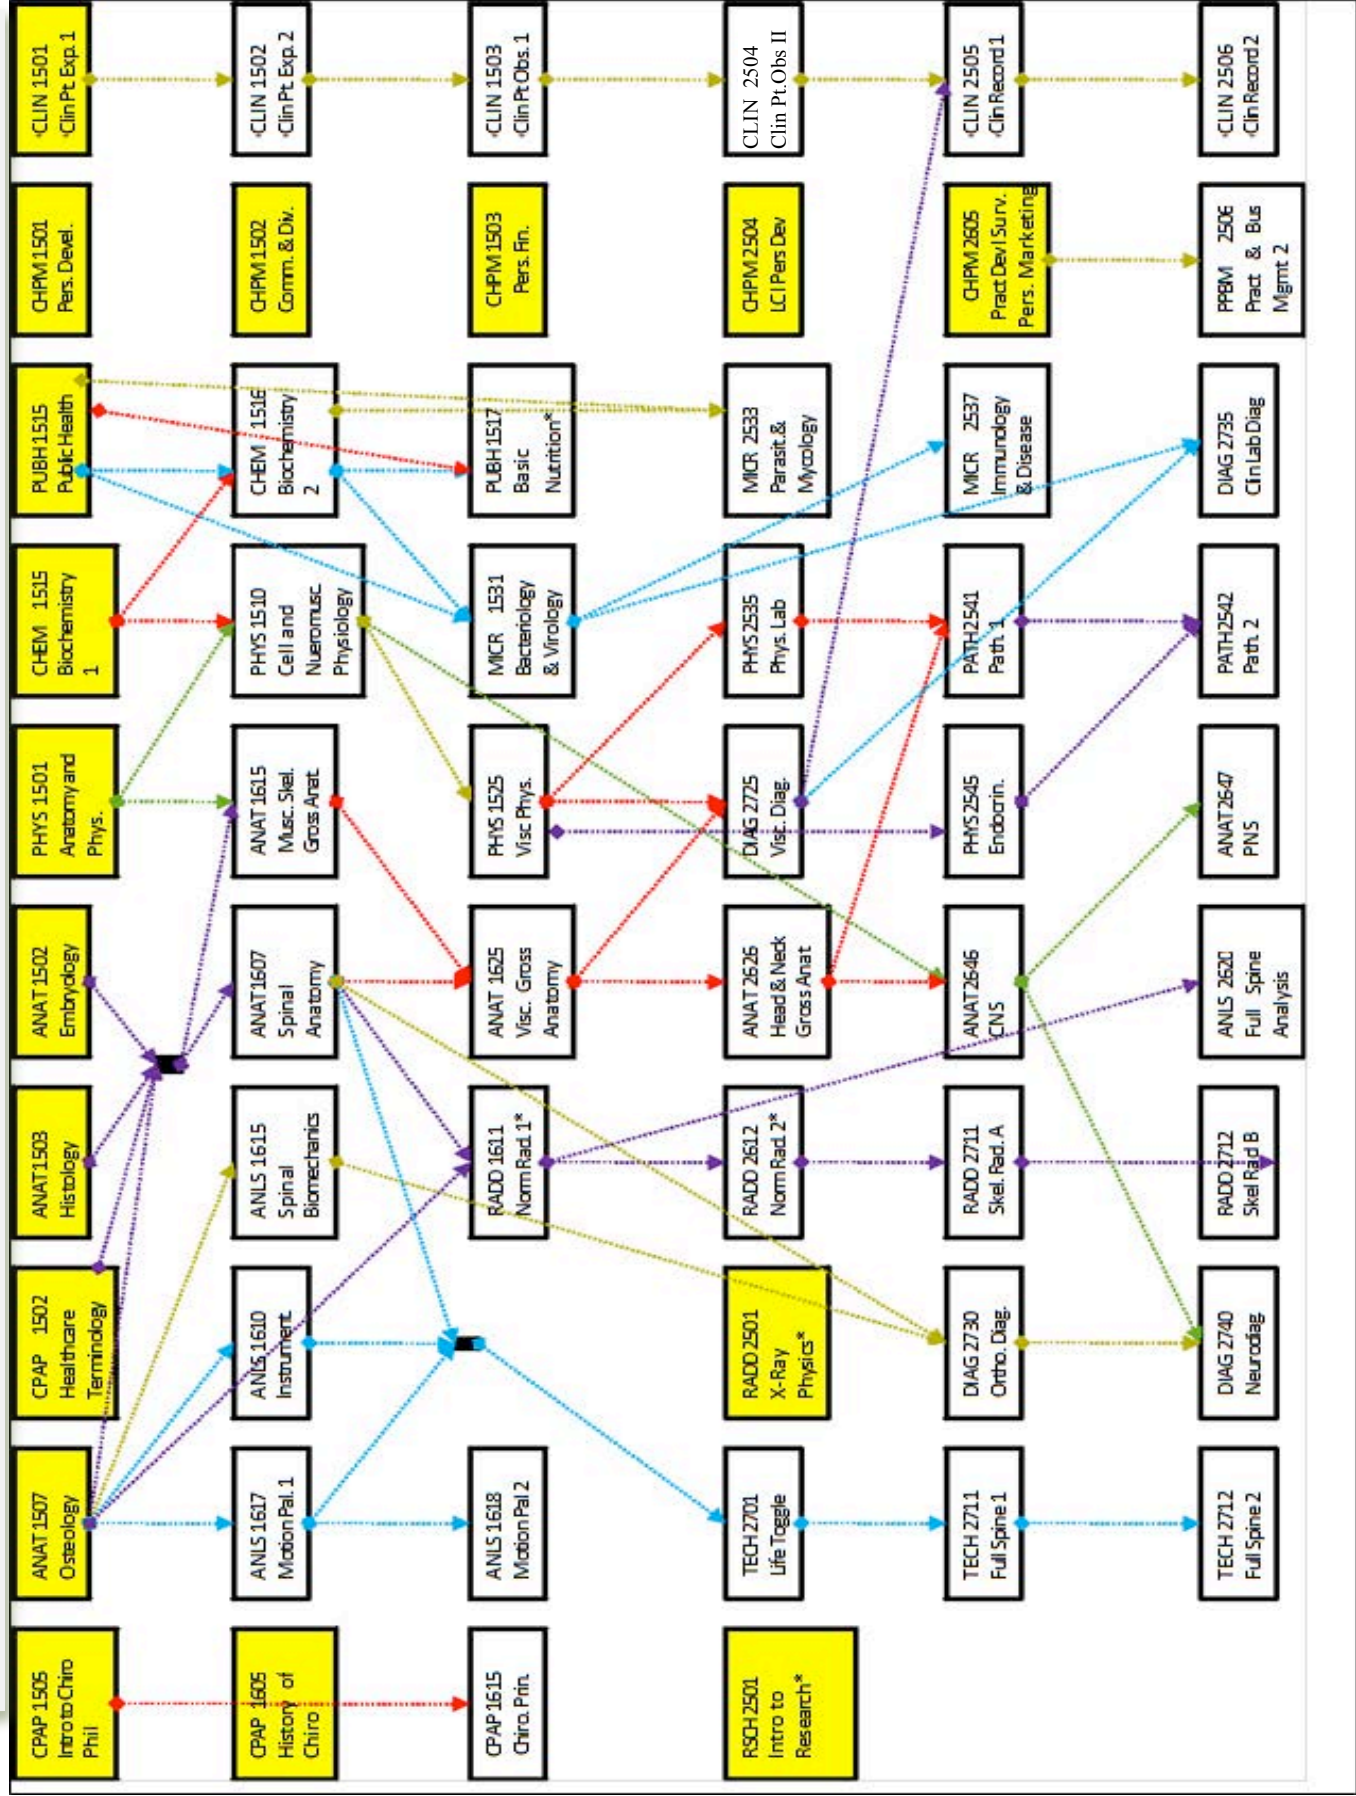 CPAP 1505
Intro to Chiro
Phil
ANAT 1507
Osteology
CPAP 1502
Healthcare
Terminology
ANAT 1503
Histology
ANAT 1502
Embryology
PHYS 1501
Anatomy and
Phys.
CHEM 1515
Biochemistry
1
PUBH 1515
Public Health
CHPM 1501
Pers. Devel.
·CLIN 1501
·Clin Pt. Exp. 1
CPAP 1605
History of
Chiro
ANLS 1617
Motion Pal. 1
ANLS 1610
Instrument.
ANLS 1615
Spinal
Biomechanics
ANAT 1607
Spinal
Anatomy
ANAT 1615
Musc. Skel.
Gross Anat.
PHYS 1510
Cell and
Nueromusc.
Physiology
CHEM 1516
Biochemistry
2
CHPM 1502
Comm. & Div.
·CLIN 1502
·Clin Pt. Exp. 2
CPAP 1615
Chiro. Prin.
ANLS 1618
Motion Pal 2
RADD 1611
Norm Rad. 1*
ANAT 1625
Visc. Gross
Anatomy
PHYS 1525
Visc Phys.
MICR 1531
Bacteriology
& Virology
PUBH 1517
Basic
Nutrition*
CHPM 1503
Pers. Fin.
·CLIN 1503
·Clin Pt Obs. 1
RSCH 2501
Intro to
Research*
TECH 2701
Life Toggle
RADD 2501
X-Ray
Physics*
RADD 2612
Norm Rad. 2*
ANAT 2626
Head & Neck
Gross Anat
DIAG 2725
Visc. Diag.
PHYS 2535
Phys. Lab
MICR 2533
Parasit. &
Mycology
CHPM 2504
LCI Pers Dev
CLIN 2504
Clin Pt.Obs II
TECH 2711
Full Spine 1
DIAG 2730
Ortho. Diag.
RADD 2711
Skel. Rad. A
ANAT 2646
CNS
PHYS 2545
Endocrin.
PATH 2541
Path. 1
MICR 2537
Immunology
& Disease
CHPM 2605
Pract Dev l Surv.
Pers. Marketing
·CLIN 2505
·Clin Record 1
TECH 2712
Full Spine 2
DIAG 2740
Neurodiag.
RADD 2712
Skel Rad B
ANLS 2620
Full Spine
Analysis
ANAT 2647
PNS
PATH 2542
Path. 2
DIAG 2735
Clin Lab Diag
PPBM 2506
Pract & Bus
Mgmt 2
·CLIN 2506
·Clin Record 2